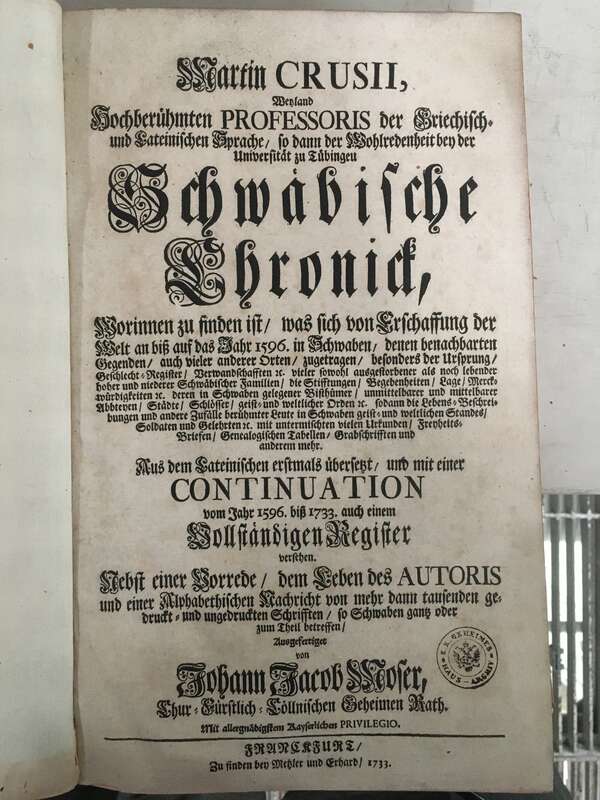 Martin CRUSII,
Weyland
Hochberühmten PROFESSORIS der Griechisch-
und Lateinischen Sprache/ so dann der Wohlredenheit bey der
Universität zu Tübingen
Schwäbische
Chronick,
Worinnen zu finden ist/ was sich von Erschaffung der
Welt an biß auf das Jahr 1596. in Schwaben/ denen benachbarten
Gegenden/ auch vieler anderer Orten/ zugetragen/ besonders der Ursprung/
Geschlecht-Register/ Verwandschafften ꝛc. vieler sowohl ausgestorbener als noch lebender
hoher und niederer Schwäbischer Familien/ die Stifftungen/ Begebenheiten/ Lage/ Merck-
würdigkeiten ꝛc. deren in Schwaben gelegener Bisthümer/ unmittelbarer und mittelbarer
Abbteyen/ Städte/ Schlösser/ geist- und weltlicher Orden ꝛc. sodann die Lebens-Beschrei-
bungen und andere Zufälle berühmter Leute in Schwaben geist- und weltlichen Standes/
Soldaten und Gelehrten ꝛc. mit untermischten vielen Urkunden/ Freyheits-
Briefen/ Genealogischen Tabellen/ Grabschrifften und
anderem mehr.
Aus dem Lateinischen erstmals übersetzt/ und mit einer
CONTINUATION
vom Jahr 1596. biß 1733. auch einem
Vollständigen Register
versehen.
Nebst einer Vorrede/ dem Leben des AUTORIS
und einer Alphabethischen Nachricht von mehr dann tausenden ge-
druckt- und ungedruckten Schrifften/ so Schwaben gantz oder
zum Theil betreffen/
Ausgefertiget
von
Johann Jacob Moser,
Chur-Fürstlich-Cöllnischen Geheimen Rath.
Mit allergnädigstem Kayserlichen PRIVILEGIO.
FRANCKFURT/
Zu finden bey Metzler und Erhard/ 1733.
K.K. GEHEIMES
HAUS-ARCHIV